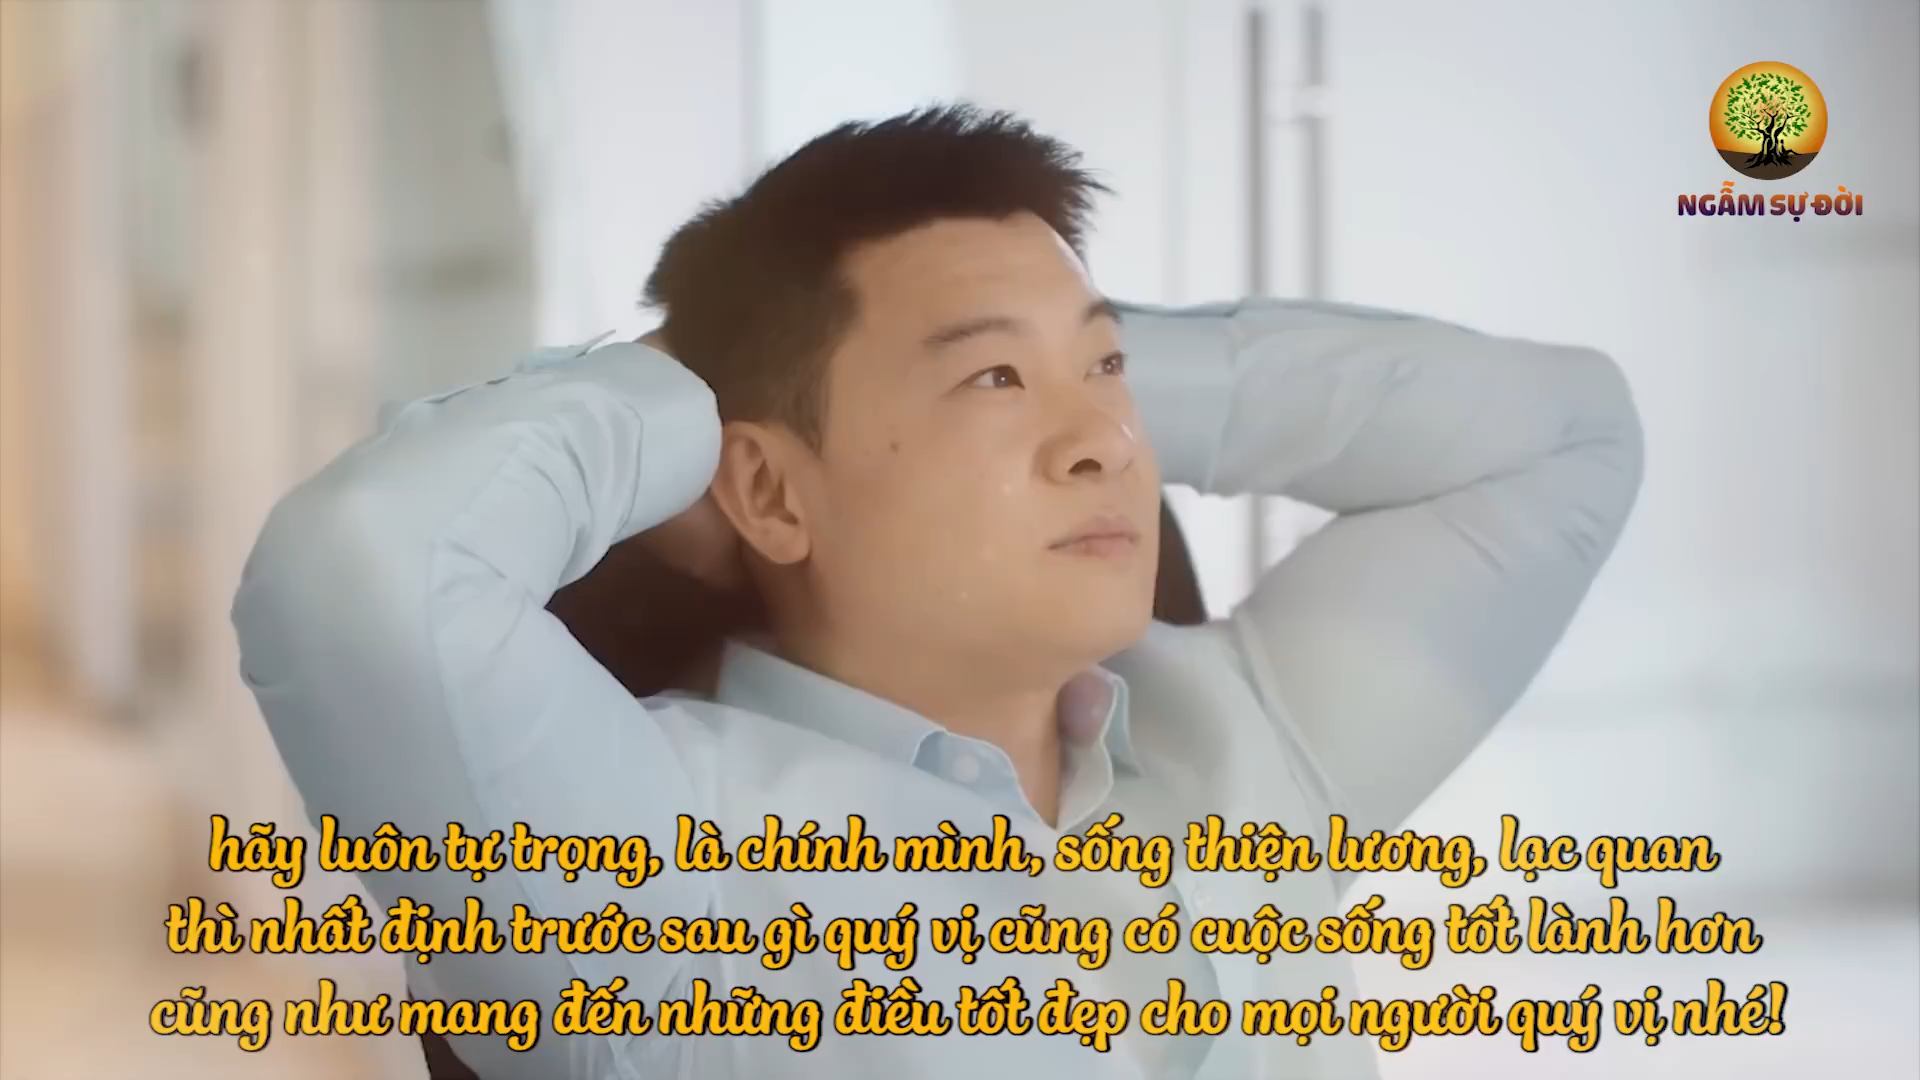 NGẪM SỰ ĐỜI
hãy luôn tự trọng, là chính mình, sống thiện lương, lạc quan
thì nhất định trước sau gì quý vị cũng có cuộc sống tốt lành hơn
cũng như mang đến những điều tốt đẹp cho mọi người quý vị nhé!